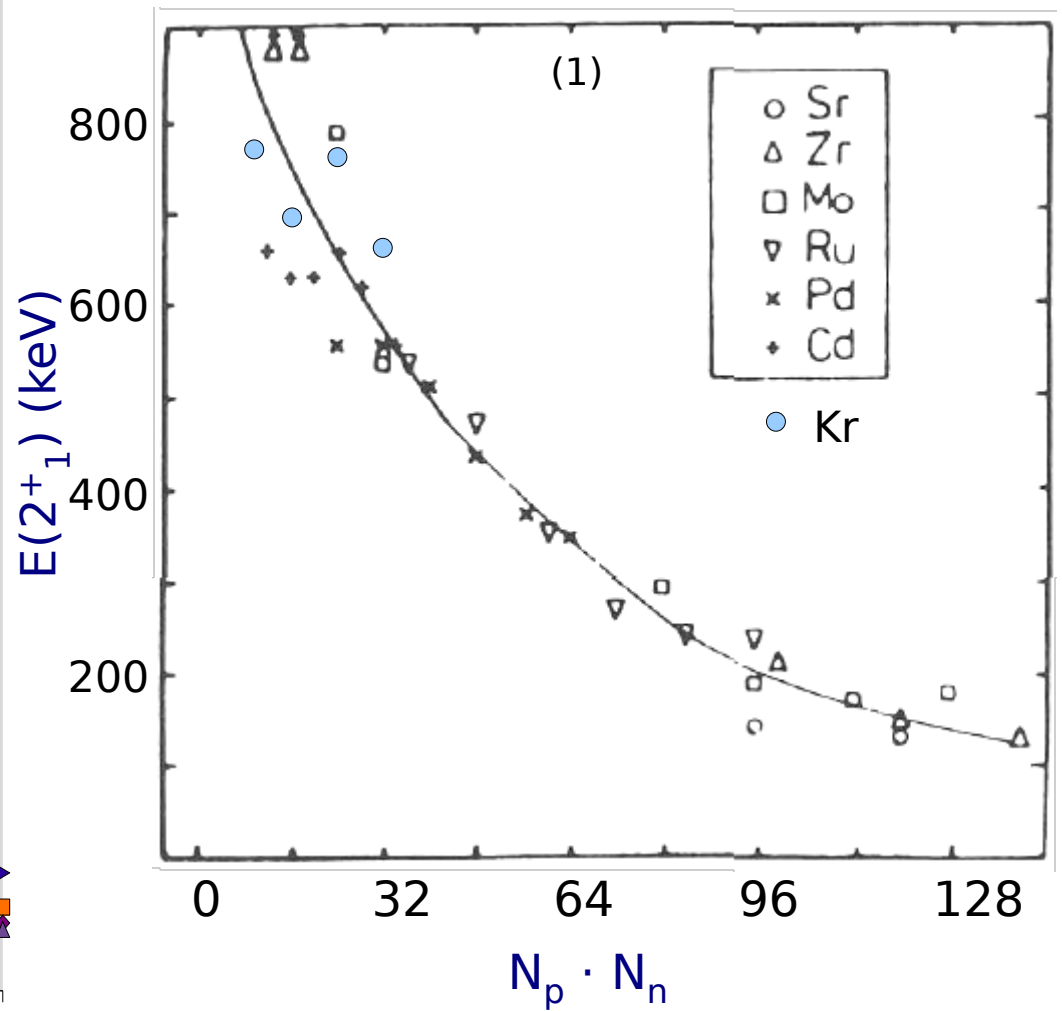 (1)
Sr
Zr
Mo
Ru
Pd
Cd
Kr
800
600
400
200
E(2⁺₁) (keV)
0 32 64 96 128
Nₚ · Nₙ